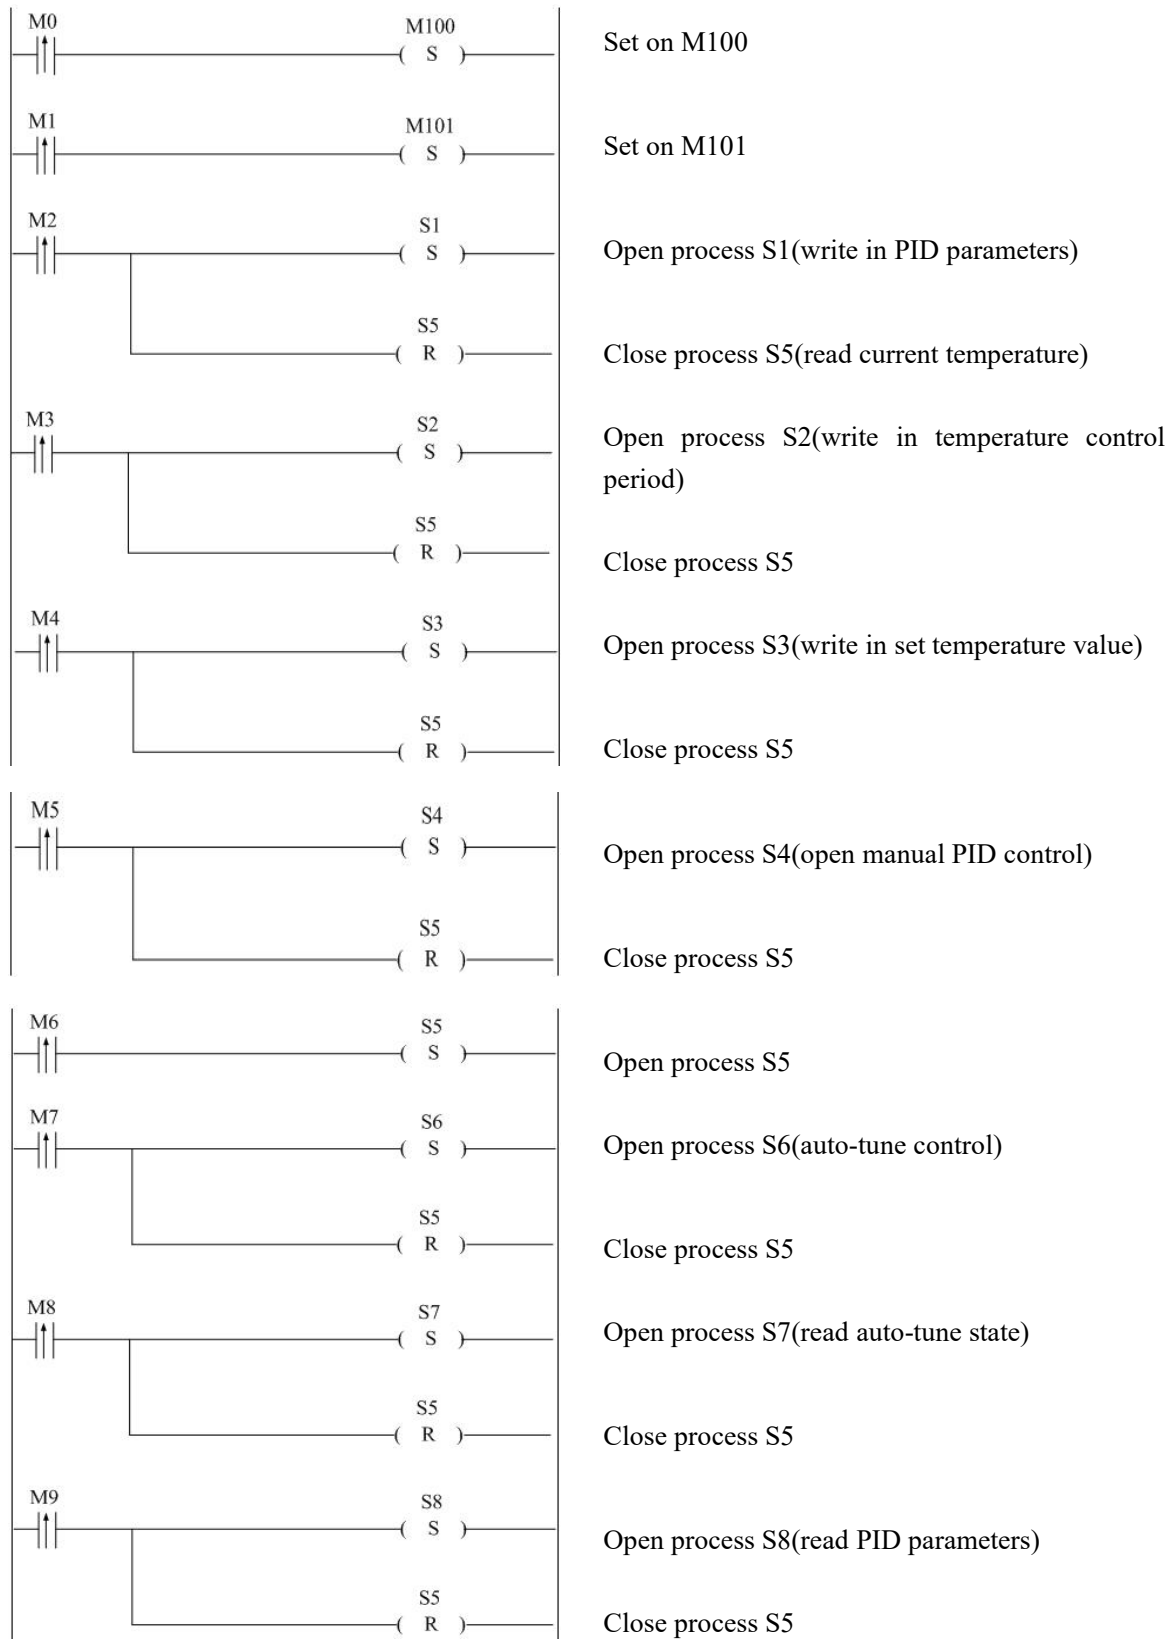 M0
M100
( S )
Set on M100
M1
M101
( S )
Set on M101
M2
S1
( S )
Open process S1(write in PID parameters)
S5
( R )
Close process S5(read current temperature)
M3
S2
( S )
Open process S2(write in temperature control
period)
S5
( R )
Close process S5
M4
S3
( S )
Open process S3(write in set temperature value)
S5
( R )
Close process S5
M5
S4
( S )
Open process S4(open manual PID control)
S5
( R )
Close process S5
M6
S5
( S )
Open process S5
M7
S6
( S )
Open process S6(auto-tune control)
S5
( R )
Close process S5
M8
S7
( S )
Open process S7(read auto-tune state)
S5
( R )
Close process S5
M9
S8
( S )
Open process S8(read PID parameters)
S5
( R )
Close process S5